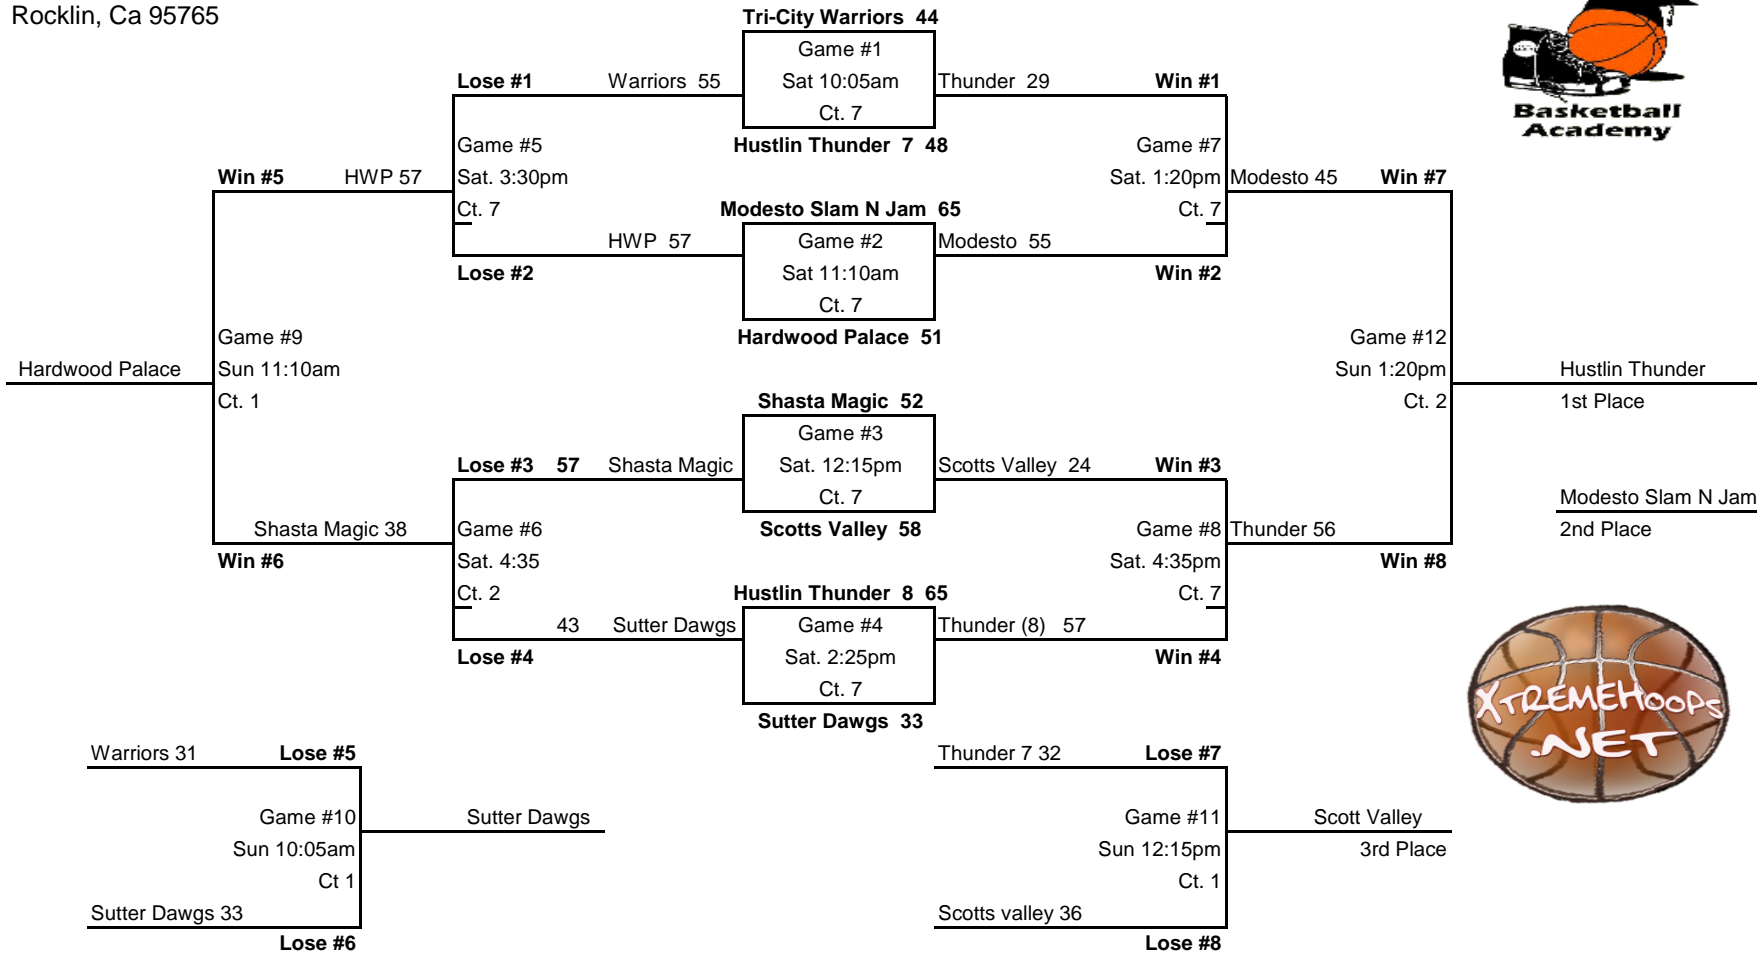 Rocklin, Ca 95765
Tri-City Warriors 44
Game #1
Lose #1 Warriors 55 Sat 10:05am Thunder 29 Win #1
Ct. 7
Basketball
Academy
Game #5 Hustlin Thunder 7 48 Game #7
Win #5 HWP 57 Sat. 3:30pm Sat. 1:20pm Modesto 45 Win #7
Ct. 7 Modesto Slam N Jam 65 Ct. 7
HWP 57 Game #2 Modesto 55
Lose #2 Sat 11:10am Win #2
Ct. 7
Game #9 Hardwood Palace 51 Game #12
Hardwood Palace Sun 11:10am Sun 1:20pm Hustlin Thunder
Ct. 1 Shasta Magic 52 Ct. 2 1st Place
Game #3
Lose #3 57 Shasta Magic Sat. 12:15pm Scotts Valley 24 Win #3
Ct. 7 Modesto Slam N Jam
Shasta Magic 38 Game #6 Scotts Valley 58 Game #8 Thunder 56 2nd Place
Win #6 Sat. 4:35 Sat. 4:35pm Win #8
Ct. 2 Hustlin Thunder 8 65 Ct. 7
43 Sutter Dawgs Game #4 Thunder (8) 57
Lose #4 Sat. 2:25pm Win #4
Ct. 7
Sutter Dawgs 33
XTREMEHOOPS
.NET
Warriors 31 Lose #5 Thunder 7 32 Lose #7
Game #10 Sutter Dawgs Game #11 Scott Valley
Sun 10:05am Sun 12:15pm 3rd Place
Ct 1 Ct. 1
Sutter Dawgs 33 Scotts valley 36
Lose #6 Lose #8